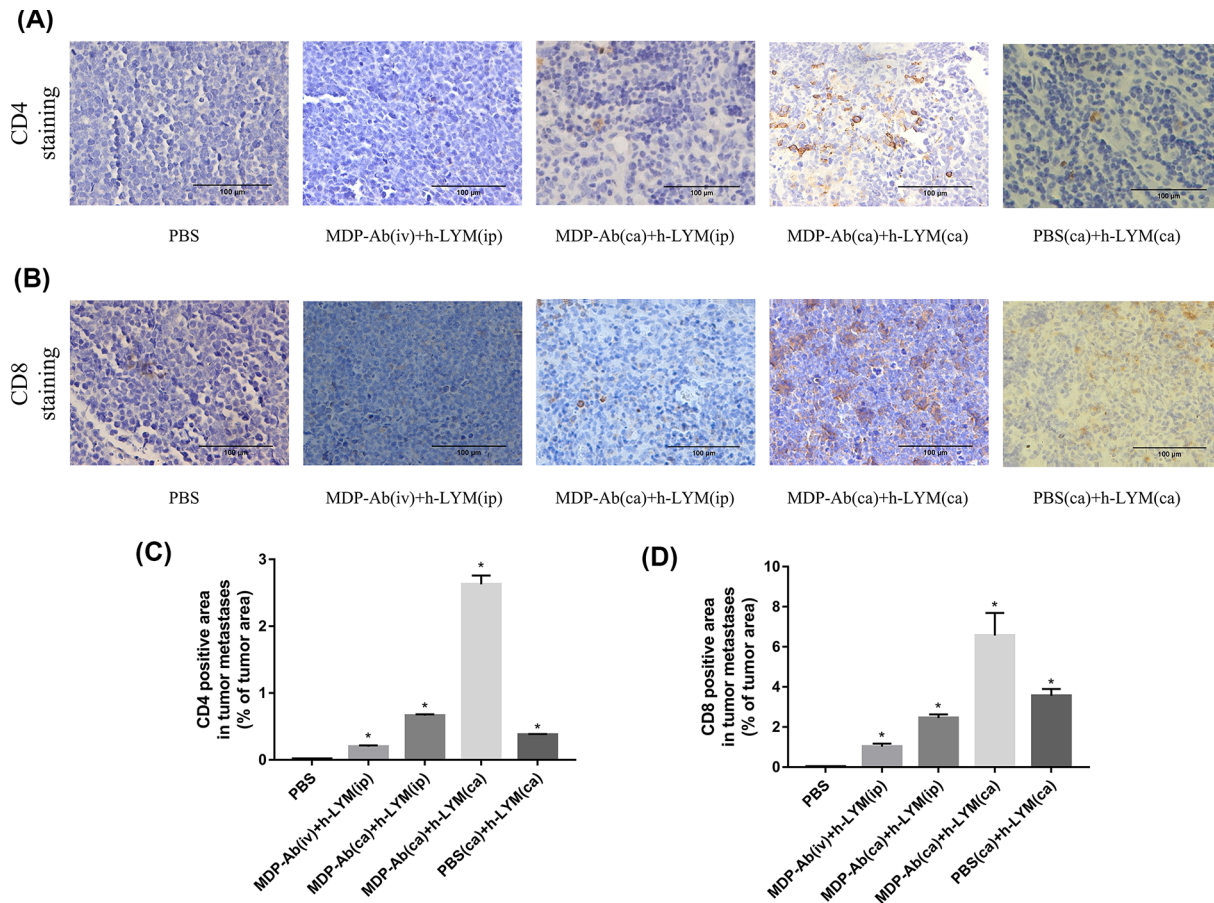 (A)
CD4
staining
100 µm
100 µm
100 µm
100 µm
100 µm
PBS
MDP-Ab(iv)+h-LYM(ip)
MDP-Ab(ca)+h-LYM(ip)
MDP-Ab(ca)+h-LYM(ca)
PBS(ca)+h-LYM(ca)
(B)
CD8
staining
100 µm
100 µm
100 µm
100 µm
100 µm
PBS
MDP-Ab(iv)+h-LYM(ip)
MDP-Ab(ca)+h-LYM(ip)
MDP-Ab(ca)+h-LYM(ca)
PBS(ca)+h-LYM(ca)
(C)
CD4 positive area
in tumor metastases
(% of tumor area)
3
2
1
0
*
*
*
*
PBS
MDP-Ab(iv)+h-LYM(ip)
MDP-Ab(ca)+h-LYM(ip)
MDP-Ab(ca)+h-LYM(ca)
PBS(ca)+h-LYM(ca)
(D)
CD8 positive area
in tumor metastases
(% of tumor area)
10
8
6
4
2
0
*
*
*
*
PBS
MDP-Ab(iv)+h-LYM(ip)
MDP-Ab(ca)+h-LYM(ip)
MDP-Ab(ca)+h-LYM(ca)
PBS(ca)+h-LYM(ca)